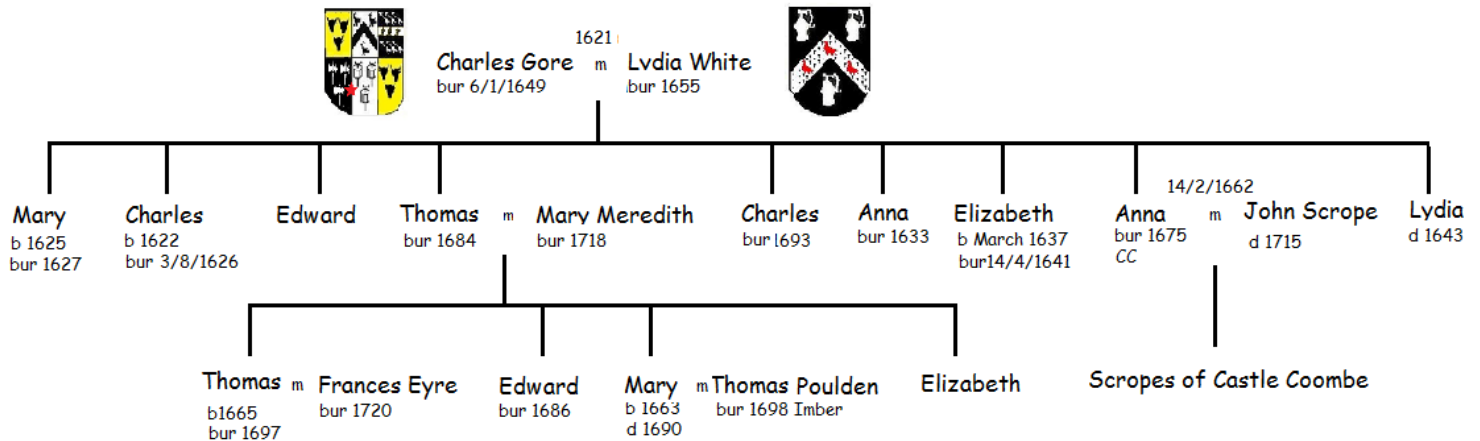 1621
Charles Gore m Lydia White
bur 6/1/1649 bur 1655
14/2/1662
Mary Charles Edward Thomas m Mary Meredith Charles Anna Elizabeth Anna m John Scrope Lydia
b 1625 b 1622 bur 1684 bur 1718 bur 1693 bur 1633 b March 1637 bur 1675 d 1715 d 1643
bur 1627 bur 3/8/1626 bur14/4/1641 CC
Thomas m Frances Eyre Edward Mary m Thomas Poulden Elizabeth Scropes of Castle Coombe
b1665 bur 1720 bur 1686 b 1663 bur 1698 Imber
bur 1697 d 1690